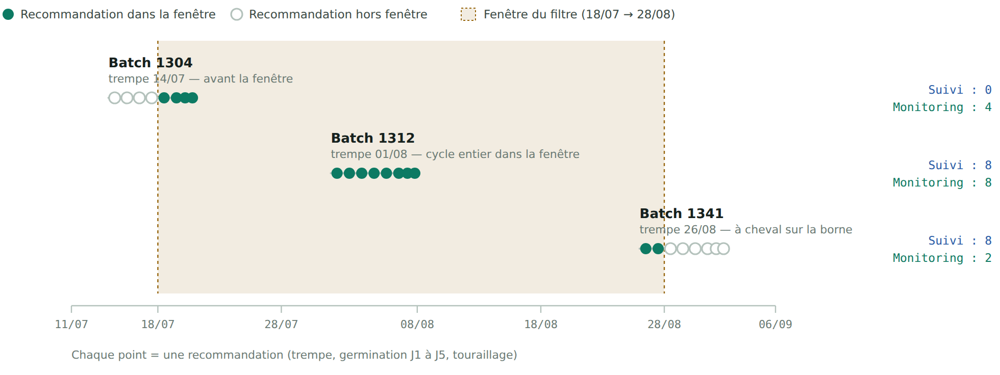 Recommandation dans la fenêtre
Recommandation hors fenêtre
Fenêtre du filtre (18/07 → 28/08)
Batch 1304
trempe 14/07 — avant la fenêtre
Suivi : 0
Monitoring : 4
Batch 1312
trempe 01/08 — cycle entier dans la fenêtre
Suivi : 8
Monitoring : 8
Batch 1341
trempe 26/08 — à cheval sur la borne
Suivi : 8
Monitoring : 2
11/07 18/07 28/07 08/08 18/08 28/08 06/09
Chaque point = une recommandation (trempe, germination J1 à J5, touraillage)